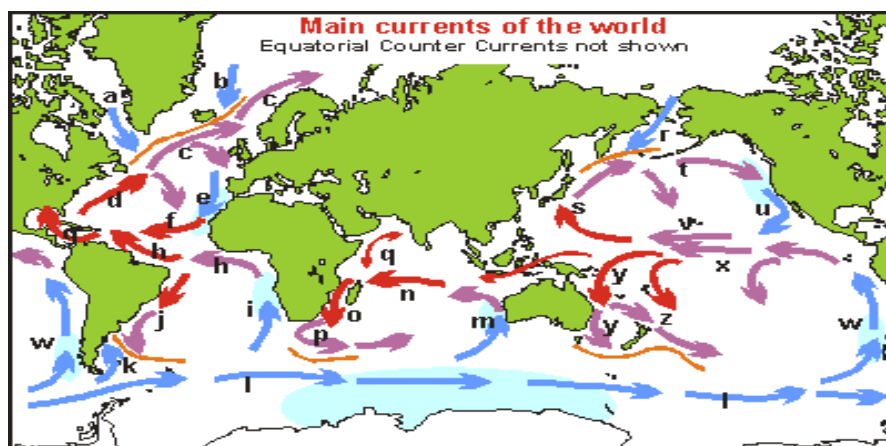 Main currents of the world
Equatorial Counter Currents not shown
b
a
c
r
c
t
d
e
s
u
f
v
g
h
q
h
y
x
n
i
j
o
m
y
z
p
w
w
k
l
l